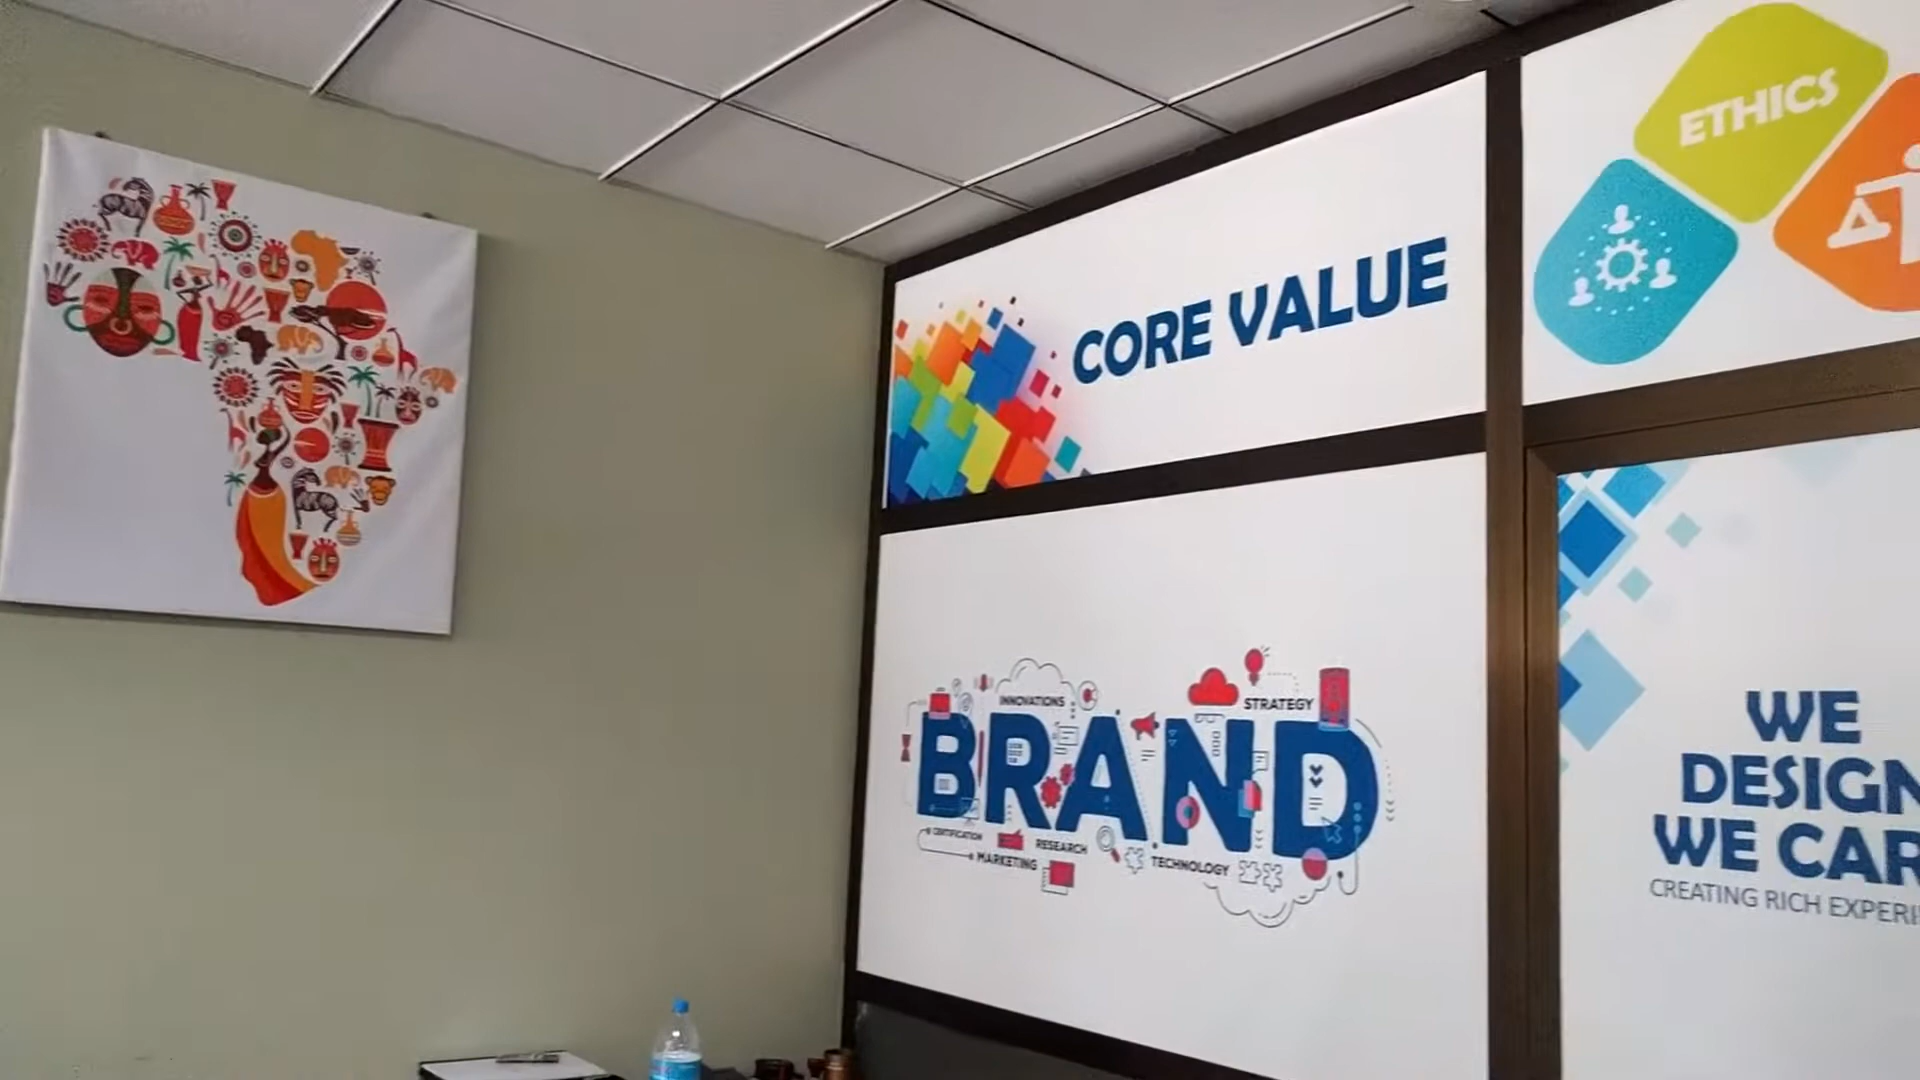 ETHICS
CORE VALUE
INNOVATIONS
STRATEGY
BRAND
CERTIFICATION
RESEARCH
MARKETING
TECHNOLOGY
WE
DESIGN
WE CAR
CREATING RICH EXPERI